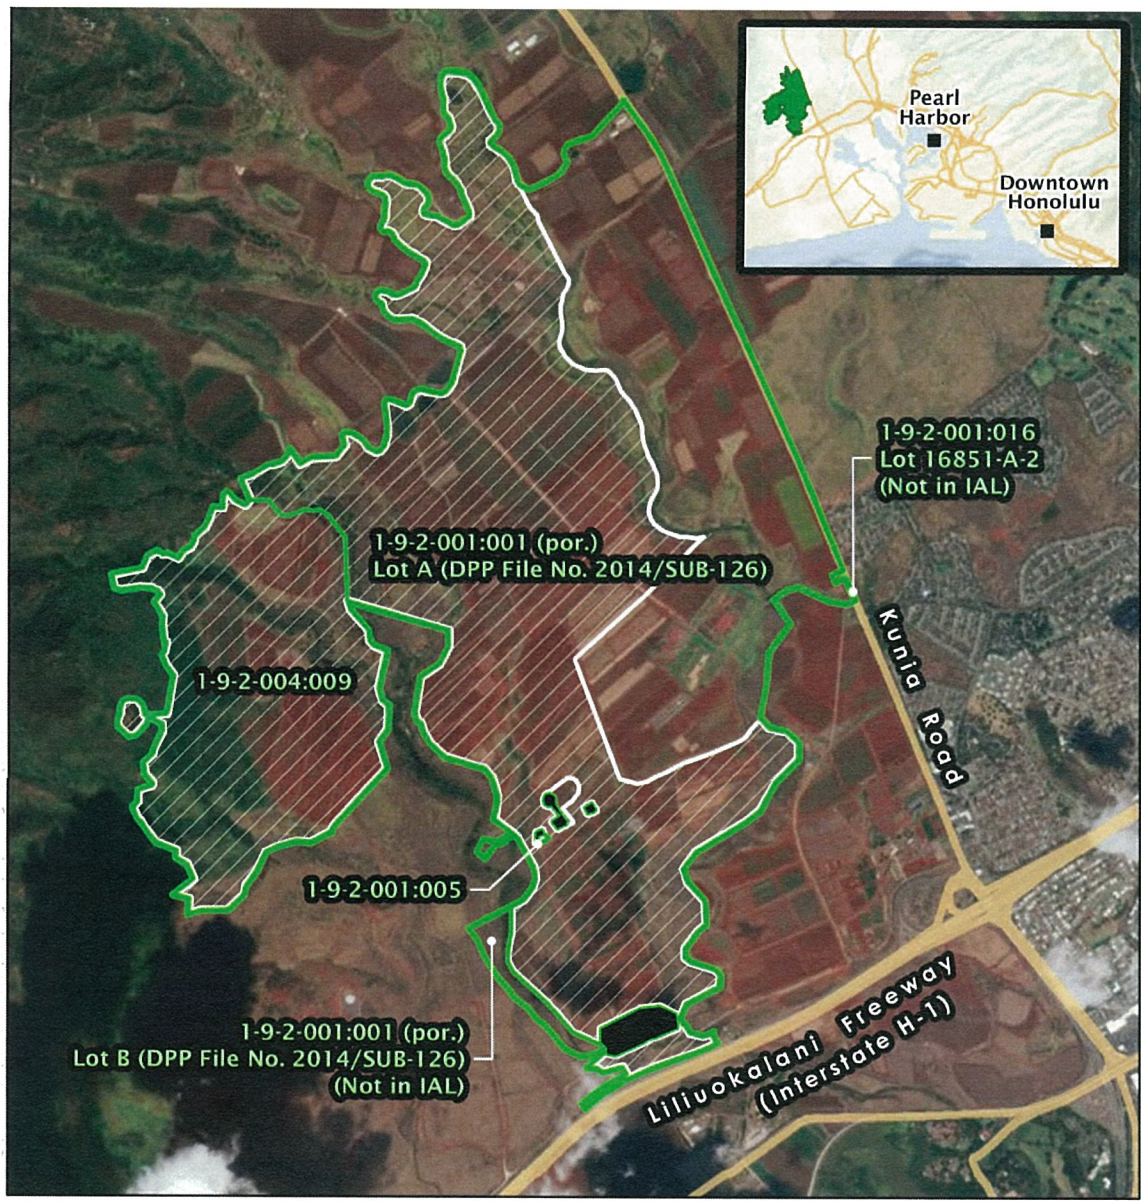 Pearl
Harbor
Downtown
Honolulu
1-9-2-001:016
Lot 16851-A-2
(Not in IAL)
1-9-2-001:001 (por.)
Lot A (DPP File No. 2014/SUB-126)
Kunia Road
1-9-2-004:009
1-9-2-001:005
1-9-2-001:001 (por.)
Lot B (DPP File No. 2014/SUB-126)
(Not in IAL)
Liliuokalani Freeway
(Interstate H-1)